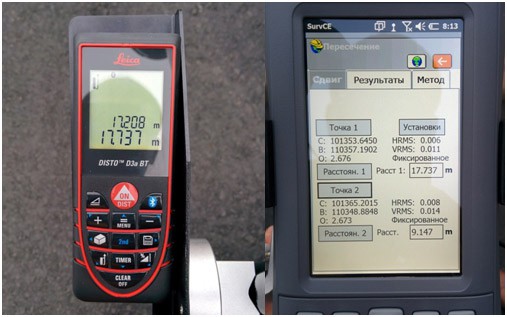 Leica
17.208 m
17.737 m
DISTO™ D3a BT
ON
DIST
+
MENU
−
2nd
TIMER
CLEAR
OFF
SurvCE
8:13
Пересечение
Сдвиг Результаты Метод
Точка 1 Установки
С: 101353.6450 HRMS: 0.006
В: 110357.1902 VRMS: 0.011
О: 2.676 Фиксированное
Расстоян. 1 Расст 1: 17.737 м
Точка 2
С: 101365.2015 HRMS: 0.008
В: 110348.8848 VRMS: 0.014
О: 2.673 Фиксированное
Расстоян. 2 Расст. 9.147 м